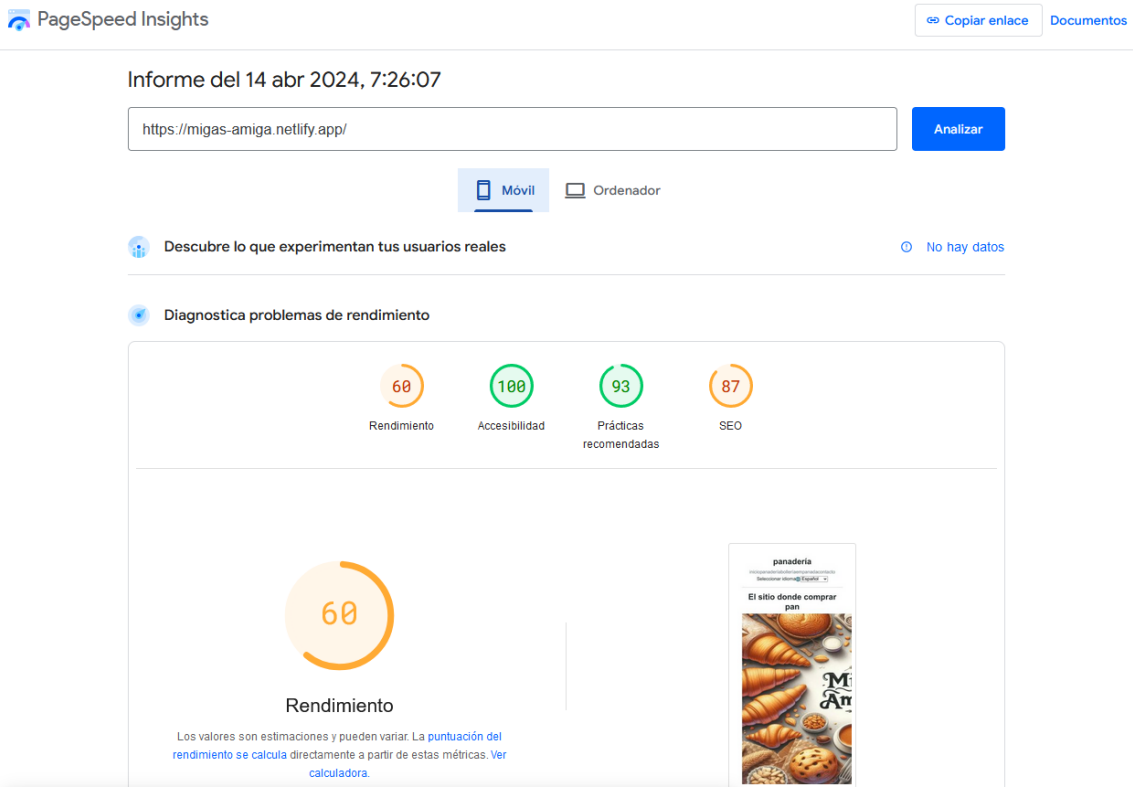 PageSpeed Insights
Copiar enlace
Documentos
Informe del 14 abr 2024, 7:26:07
https://migas-amiga.netlify.app/
Analizar
Móvil
Ordenador
Descubre lo que experimentan tus usuarios reales
No hay datos
Diagnostica problemas de rendimiento
60
Rendimiento
100
Accesibilidad
93
Prácticas
recomendadas
87
SEO
60
Rendimiento
Los valores son estimaciones y pueden variar. La puntuación del
rendimiento se calcula directamente a partir de estas métricas. Ver
calculadora.
panadería
Seleccionar idioma Español
El sitio donde comprar
pan
Mi
Am